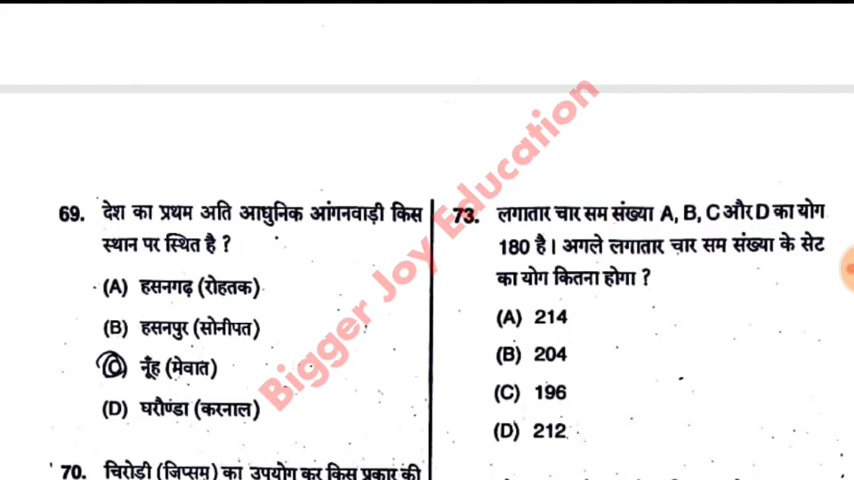 69. देश का प्रथम अति आधुनिक आंगनवाड़ी किस
स्थान पर स्थित है ?
(A) हसनगढ़ (रोहतक)
(B) हसनपुर (सोनीपत)
(C) नूँह (मेवात)
(D) घरौण्डा (करनाल)
70. चिरोडी (जिप्सम) का उपयोग कर किस प्रकार की
73. लगातार चार सम संख्या A, B, C और D का योग
180 है। अगले लगातार चार सम संख्या के सेट
का योग कितना होगा ?
(A) 214
(B) 204
(C) 196
(D) 212
Bigger Joy Education